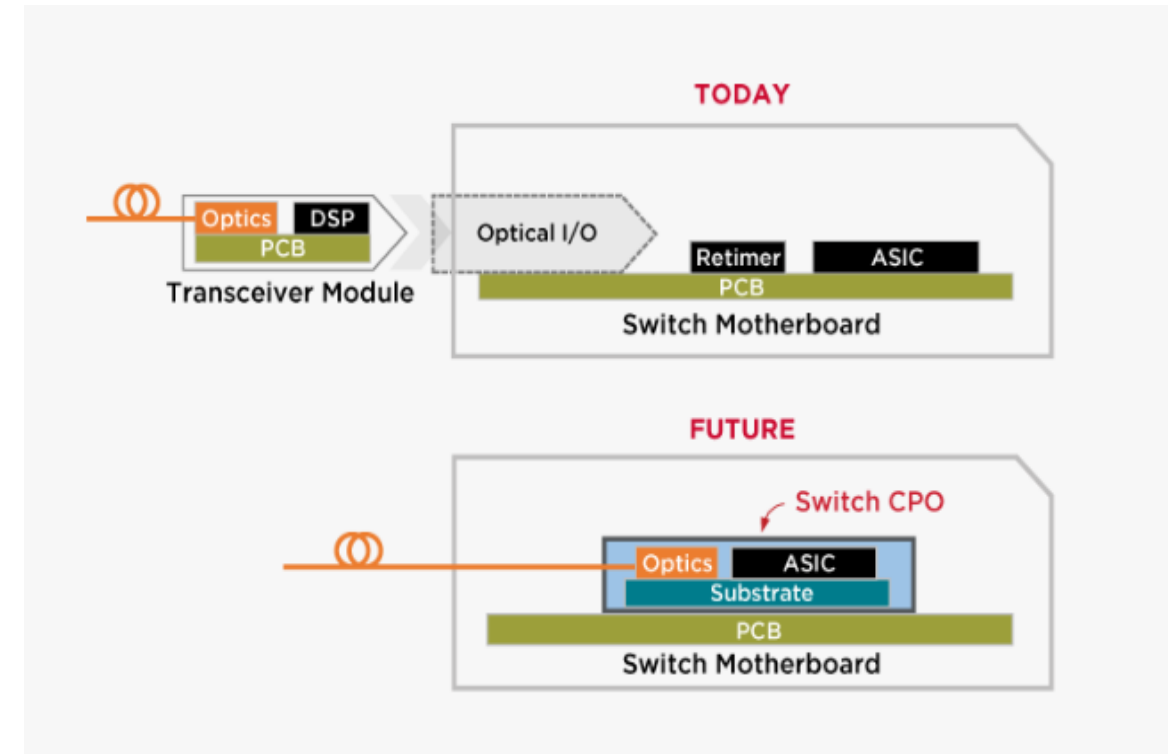 TODAY
Optics
DSP
PCB
Transceiver Module
Optical I/O
Retimer
ASIC
PCB
Switch Motherboard
FUTURE
Switch CPO
Optics
ASIC
Substrate
PCB
Switch Motherboard